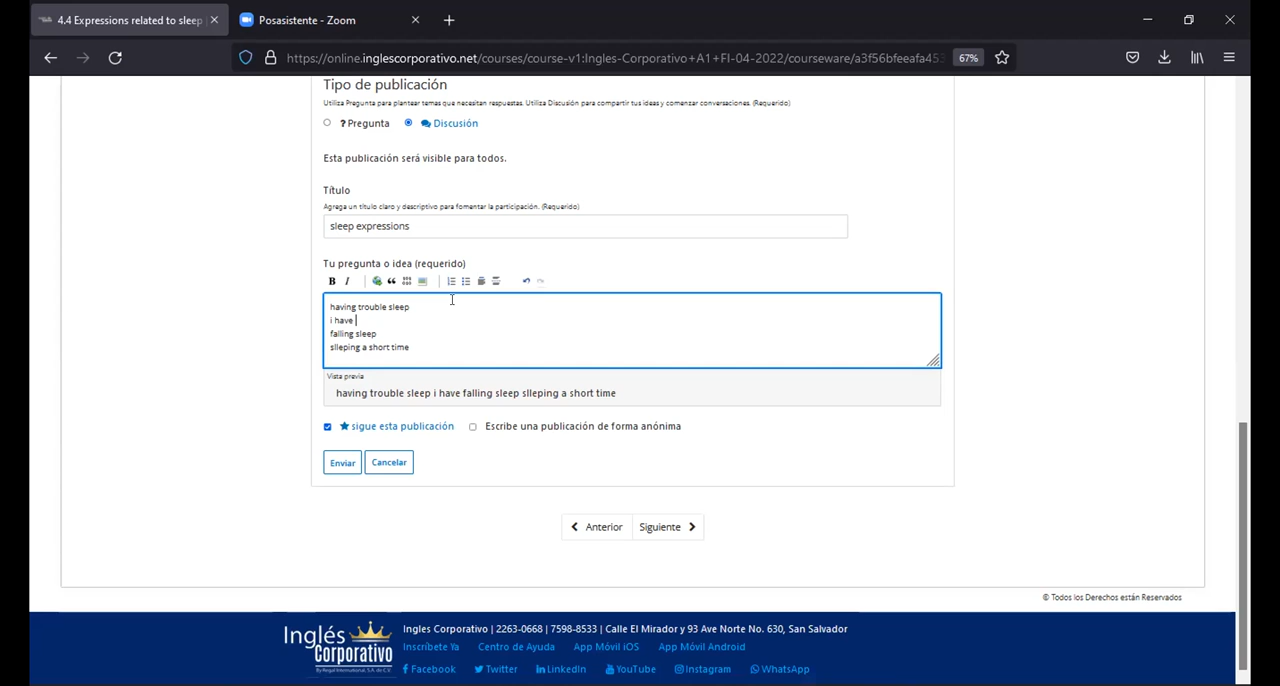 4.4 Expressions related to sleep
Posasistente - Zoom
https://online.inglescorporativo.net/courses/course-v1:Ingles-Corporativo+A1+FI-04-2022/courseware/a3f56bfeeafa453
67%
Tipo de publicación
Utiliza Pregunta para plantear temas que necesitan respuestas. Utiliza Discusión para compartir tus ideas y comenzar conversaciones. (Requerido)
? Pregunta Discusión
Esta publicación será visible para todos.
Título
Agrega un título claro y descriptivo para fomentar la participación. (Requerido)
sleep expressions
Tu pregunta o idea (requerido)
B I
having trouble sleep
i have
falling sleep
slleping a short time
Vista previa
having trouble sleep i have falling sleep slleping a short time
sigue esta publicación Escribe una publicación de forma anónima
Enviar Cancelar
Anterior Siguiente
© Todos los Derechos están Reservados
Inglés Corporativo
By Regal International, S.A. de C.V.
Ingles Corporativo | 2263-0668 | 7598-8533 | Calle El Mirador y 93 Ave Norte No. 630, San Salvador
Inscríbete Ya Centro de Ayuda App Móvil iOS App Móvil Android
Facebook Twitter LinkedIn YouTube Instagram WhatsApp